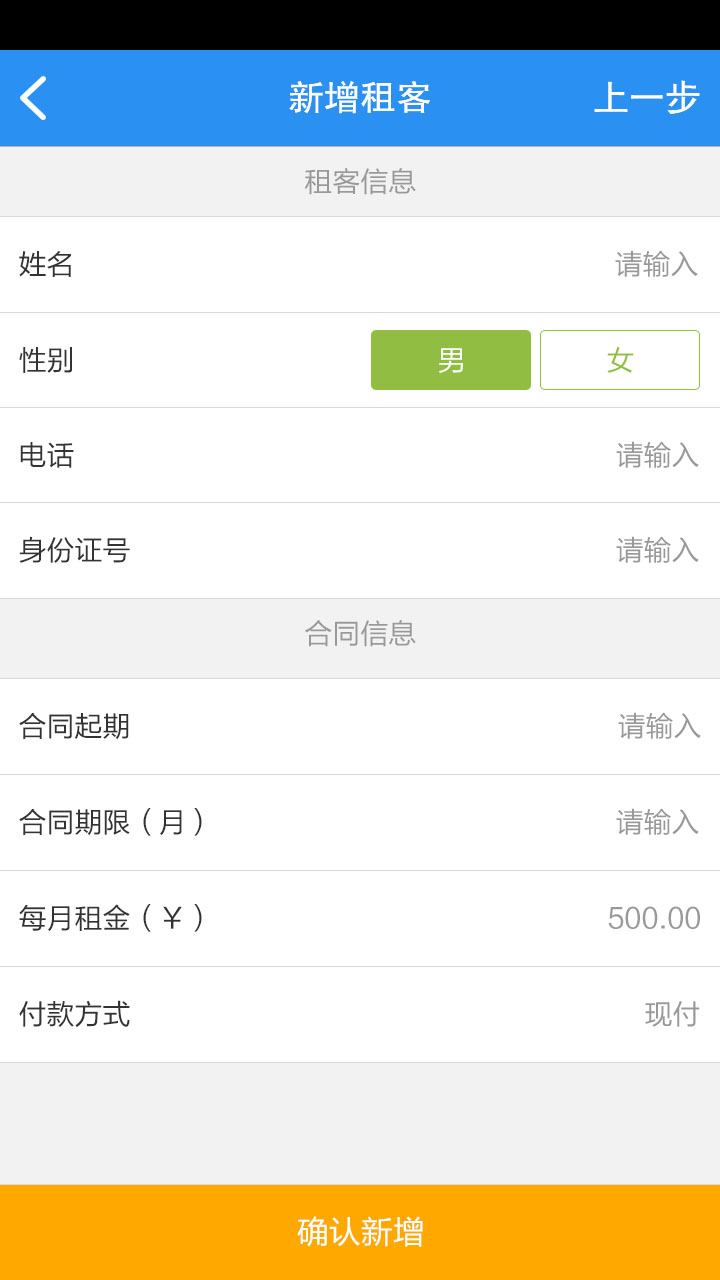 新增租客 上一步
租客信息
姓名 请输入
性别 男 女
电话 请输入
身份证号 请输入
合同信息
合同起期 请输入
合同期限（月） 请输入
每月租金（￥） 500.00
付款方式 现付
确认新增